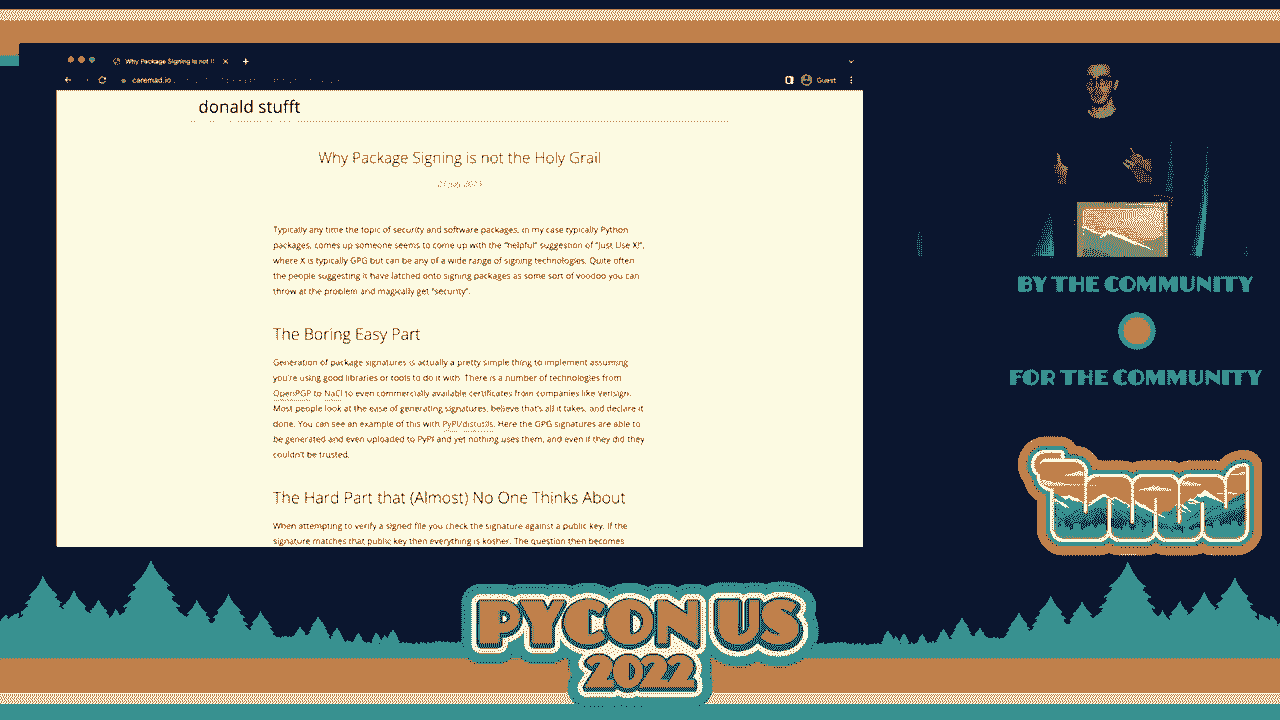 Why Package Signing is not t
caremad.io
Guest
donald stufft
Why Package Signing is not the Holy Grail
Typically any time the topic of security and software packages, in my case typically Python
packages, comes up someone seems to come up with the "helpful" suggestion of "Just Use X!",
where X is typically GPG but can be any of a wide range of signing technologies. Quite often
the people suggesting it have latched onto signing packages as some sort of voodoo you can
throw at the problem and magically get "security".
The Boring Easy Part
Generation of package signatures is actually a pretty simple thing to implement assuming
you're using good libraries or tools to do it with. There is a number of technologies from
OpenPGP to NaCl to even commercially available certificates from companies like Verisign.
Most people look at the ease of generating signatures, believe that's all it takes, and declare it
done. You can see an example of this with PyPI/distutils. Here the GPG signatures are able to
be generated and even uploaded to PyPI and yet nothing uses them, and even if they did they
couldn't be trusted.
The Hard Part that (Almost) No One Thinks About
When attempting to verify a signed file you check the signature against a public key. If the
signature matches that public key then everything is kosher. The question then becomes
BY THE COMMUNITY
FOR THE COMMUNITY
PYCON US
2022